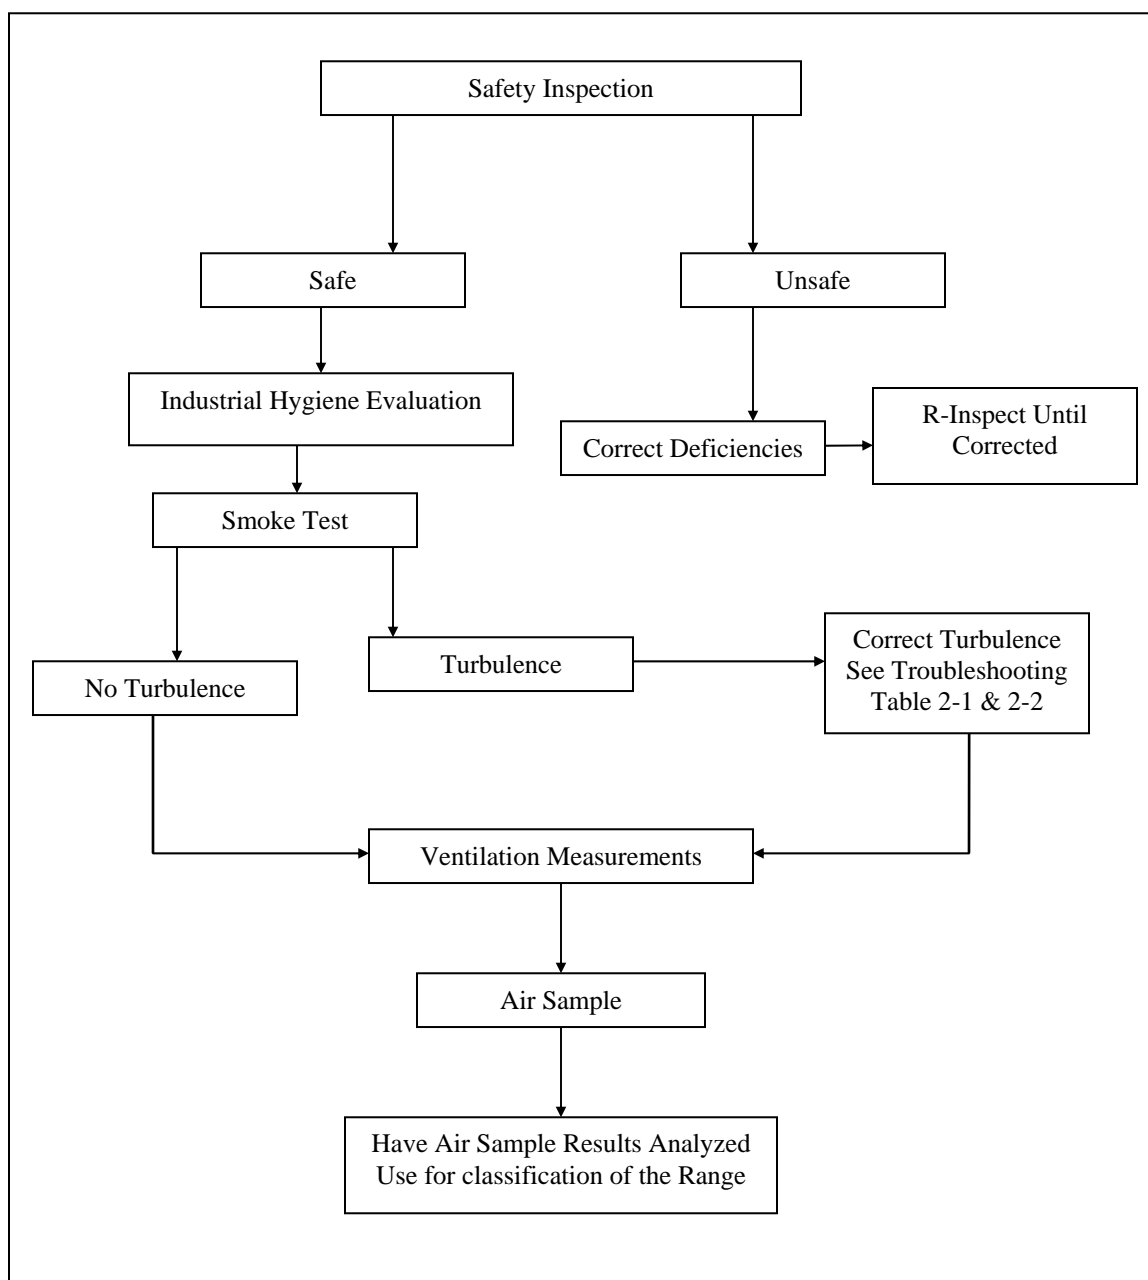 Safety Inspection
Safe
Unsafe
Industrial Hygiene Evaluation
Correct Deficiencies
R-Inspect Until
Corrected
Smoke Test
No Turbulence
Turbulence
Correct Turbulence
See Troubleshooting
Table 2-1 & 2-2
Ventilation Measurements
Air Sample
Have Air Sample Results Analyzed
Use for classification of the Range